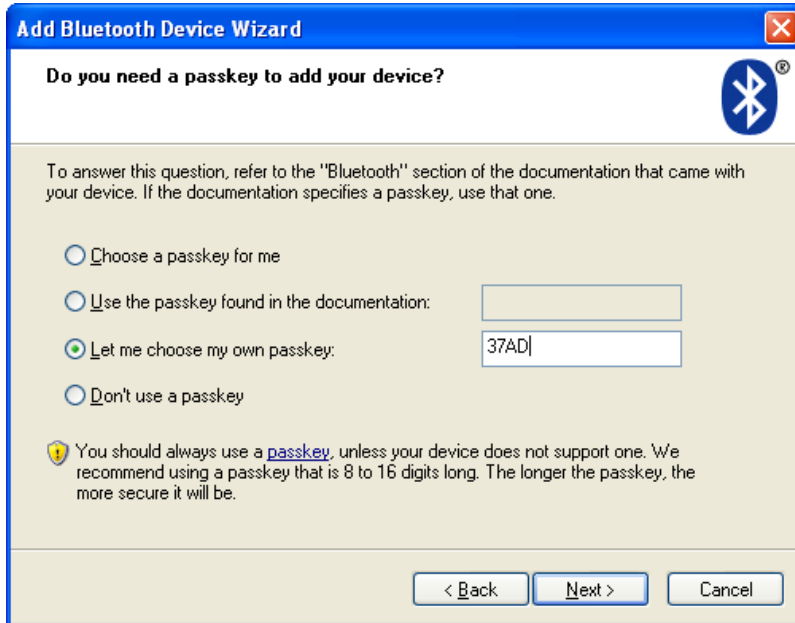 Add Bluetooth Device Wizard
Do you need a passkey to add your device?
®
To answer this question, refer to the "Bluetooth" section of the documentation that came with
your device. If the documentation specifies a passkey, use that one.
Choose a passkey for me
Use the passkey found in the documentation:
Let me choose my own passkey: 37AD
Don't use a passkey
You should always use a passkey, unless your device does not support one. We
recommend using a passkey that is 8 to 16 digits long. The longer the passkey, the
more secure it will be.
< Back Next > Cancel